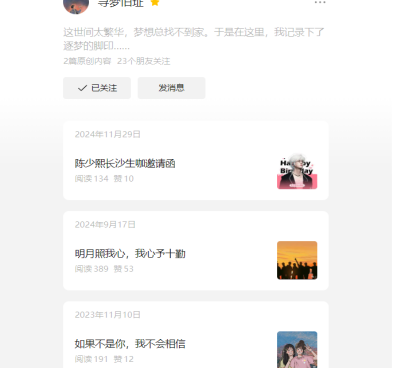 寻梦旧址
这世间太繁华，梦想总找不到家。于是在这里，我记录下了
逐梦的脚印......
2篇原创内容 23个朋友关注
已关注 发消息
2024年11月29日
陈少熙长沙生咖邀请函
阅读 134 赞 10
Happy
Birthday
2024年9月17日
明月照我心，我心予十勤
阅读 389 赞 53
2023年11月10日
如果不是你，我不会相信
阅读 191 赞 12